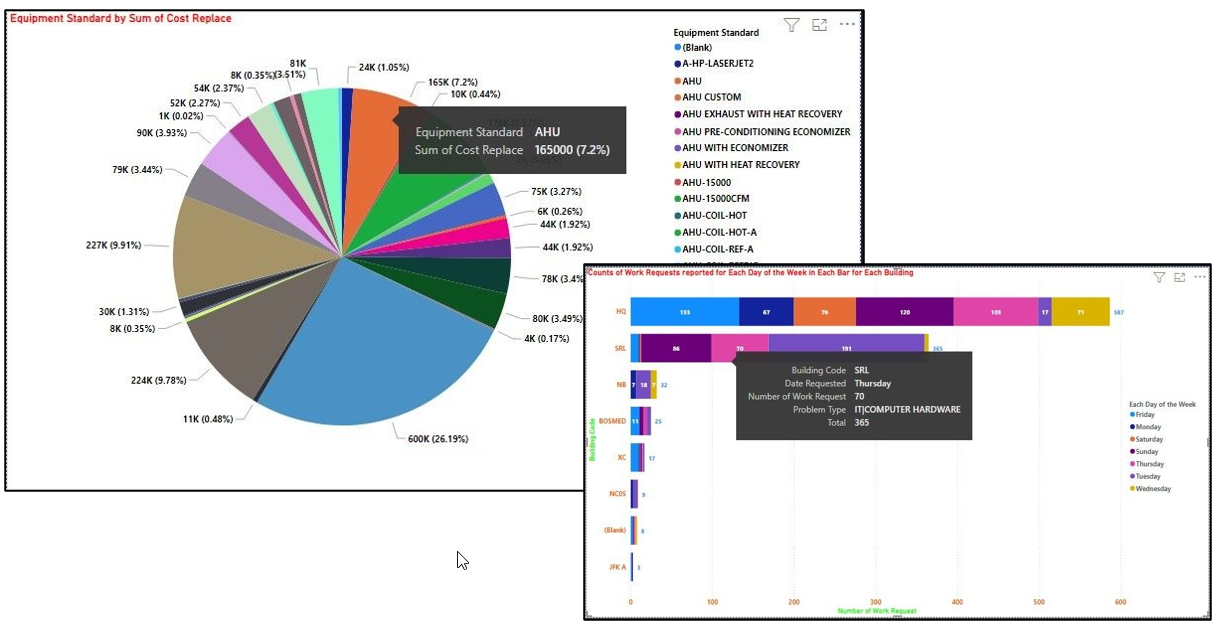 Equipment Standard by Sum of Cost Replace
81K
24K (1.05%)
8K (0.35%)
(3.51%)
165K (7.2%)
54K (2.37%)
10K (0.44%)
52K (2.27%)
1K (0.02%)
90K (3.93%)
79K (3.44%)
75K (3.27%)
6K (0.26%)
44K (1.92%)
227K (9.91%)
44K (1.92%)
78K (3.4%
30K (1.31%)
80K (3.49%)
8K (0.35%)
4K (0.17%)
224K (9.78%)
11K (0.48%)
600K (26.19%)
Equipment Standard AHU
Sum of Cost Replace 165000 (7.2%)
Equipment Standard
(Blank)
A-HP-LASERJET2
AHU
AHU CUSTOM
AHU EXHAUST WITH HEAT RECOVERY
AHU PRE-CONDITIONING ECONOMIZER
AHU WITH ECONOMIZER
AHU WITH HEAT RECOVERY
AHU-15000
AHU-15000CFM
AHU-COIL-HOT
AHU-COIL-HOT-A
AHU-COIL-REF-A
Counts of Work Requests reported for Each Day of the Week in Each Bar for Each Building
HQ 133 67 76 120 103 17 71 587
SRL 86 70 191 365
NB 7 18 7 32
BOSMED 11 25
XC 17
NC05 9
(Blank) 8
JFK A 3
Building Code
0 100 200 300 400 500 600
Number of Work Request
Building Code SRL
Date Requested Thursday
Number of Work Request 70
Problem Type IT|COMPUTER HARDWARE
Total 365
Each Day of the Week
Friday
Monday
Saturday
Sunday
Thursday
Tuesday
Wednesday